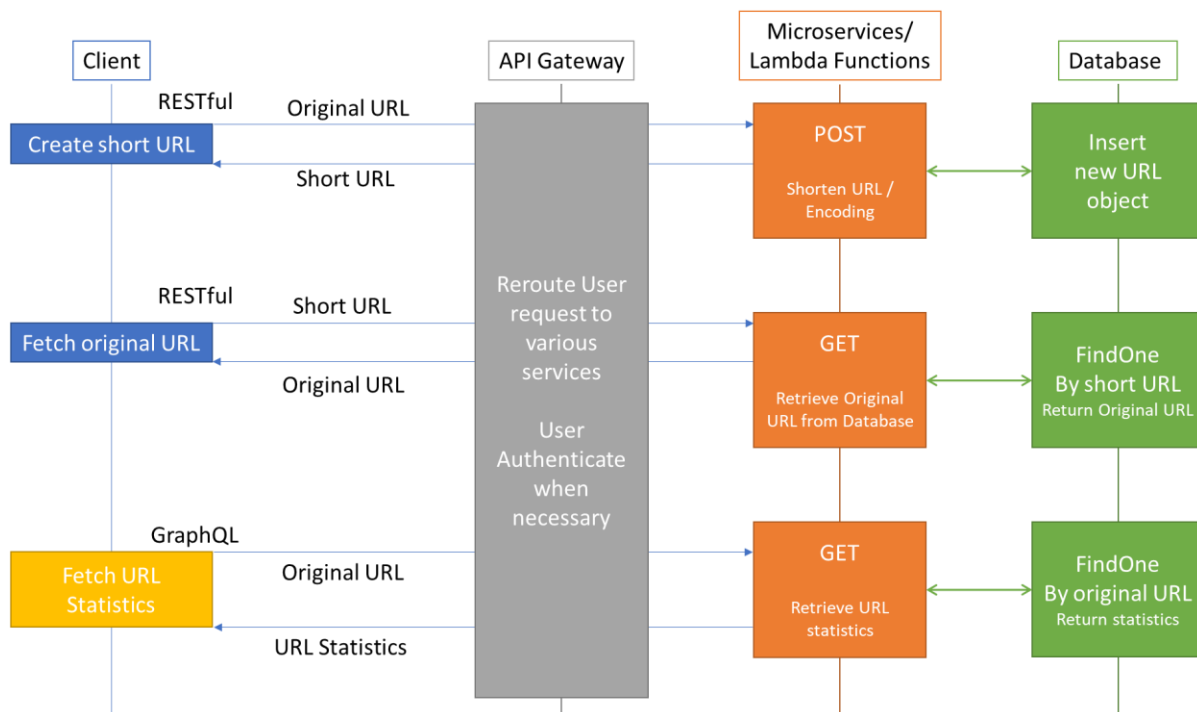 Client
API Gateway
Microservices/
Lambda Functions
Database
RESTful
Original URL
Create short URL
Short URL
POST
Shorten URL /
Encoding
Insert
new URL
object
Reroute User
request to
various
services
User
Authenticate
when
necessary
RESTful
Short URL
Fetch original URL
Original URL
GET
Retrieve Original
URL from Database
FindOne
By short URL
Return Original URL
GraphQL
Original URL
Fetch URL
Statistics
URL Statistics
GET
Retrieve URL
statistics
FindOne
By original URL
Return statistics